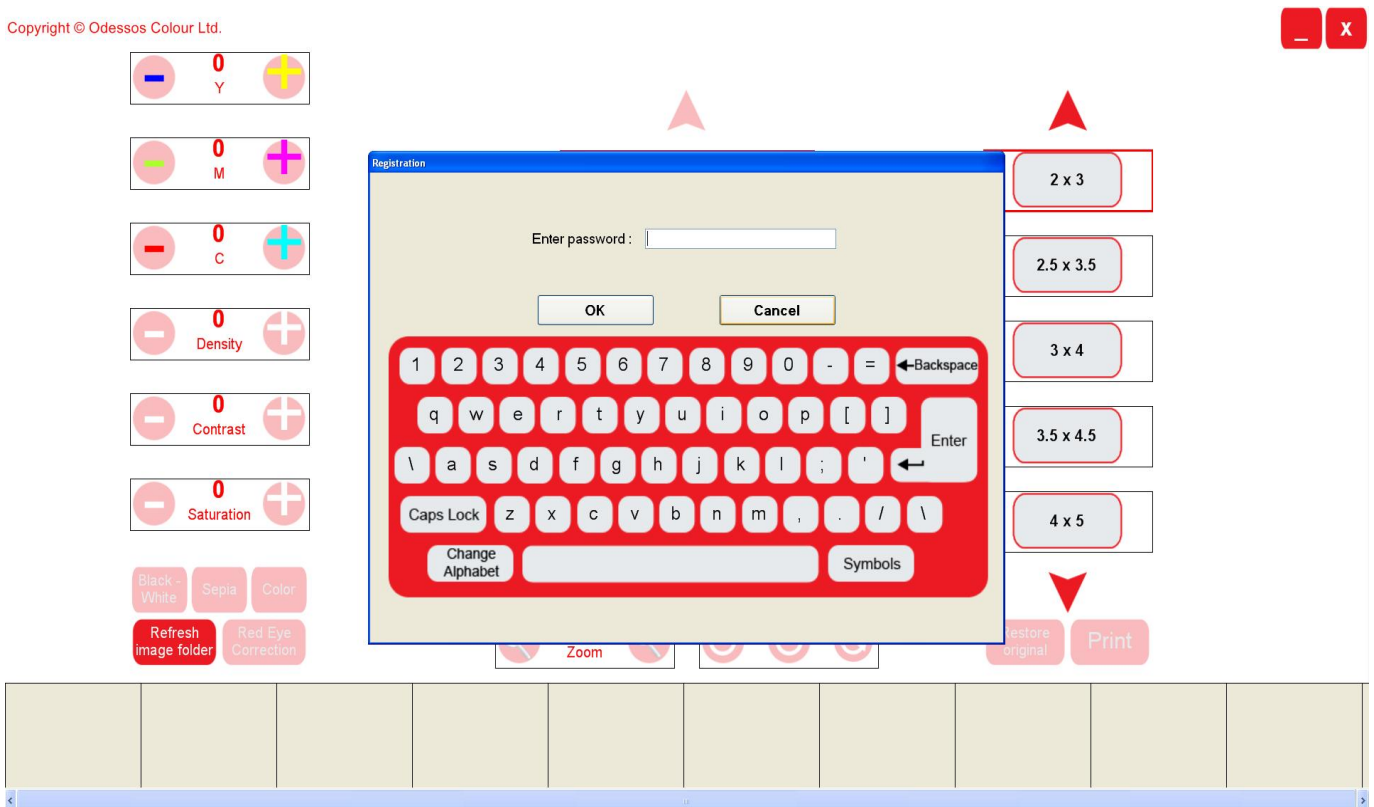 Copyright © Odessos Colour Ltd.
_ X
- 0 +
Y
- 0 +
M
- 0 +
C
- 0 +
Density
- 0 +
Contrast
- 0 +
Saturation
Black -
White
Sepia
Color
Refresh
image folder
Red Eye
Correction
Registration
Enter password :
OK
Cancel
1 2 3 4 5 6 7 8 9 0 - = Backspace
q w e r t y u i o p [ ]
Enter
\ a s d f g h j k l ; '
Caps Lock z x c v b n m , . / \
Change
Alphabet
Symbols
Zoom
2 x 3
2.5 x 3.5
3 x 4
3.5 x 4.5
4 x 5
Restore
original
Print